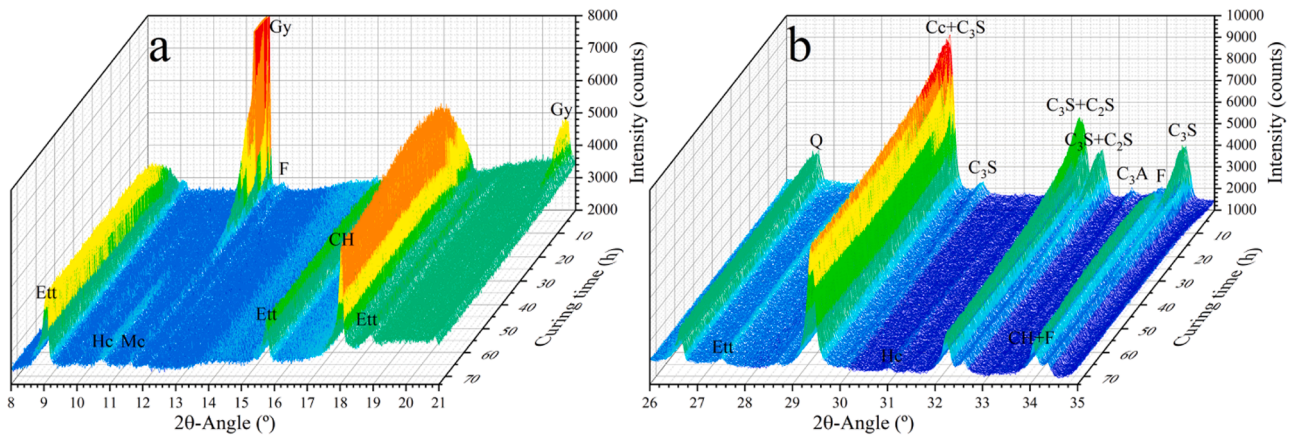 a
Gy
F
Gy
CH
Ett
Ett
Ett
Hc
Mc
8 9 10 11 12 13 14 15 16 17 18 19 20 21
2θ-Angle (º)
8000
7000
6000
5000
4000
3000
2000
Intensity (counts)
10
20
30
40
50
60
70
Curing time (h)
b
Cc+C₃S
C₃S+C₂S
C₃S+C₂S
C₃S
Q
C₃S
C₃A
F
Ett
Hc
CH+F
26 27 28 29 30 31 32 33 34 35
2θ-Angle (º)
10000
9000
8000
7000
6000
5000
4000
3000
2000
1000
Intensity (counts)
10
20
30
40
50
60
70
Curing time (h)